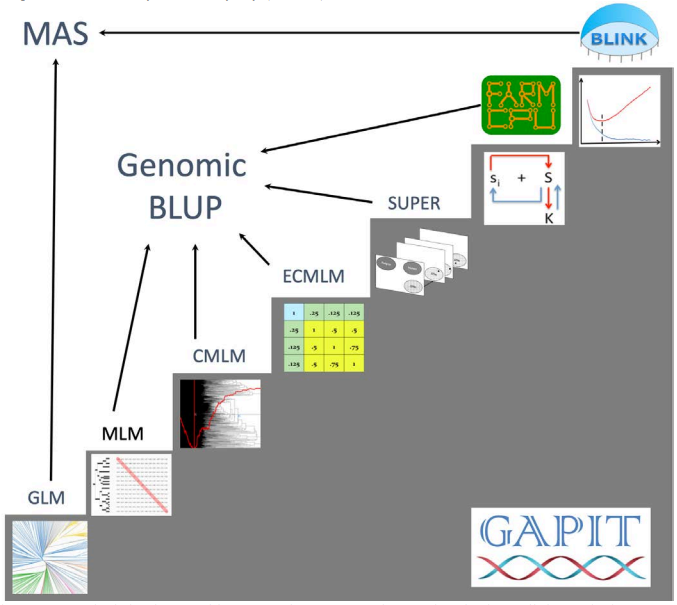 MAS
BLINK
FARM
CPU
Genomic
BLUP
SUPER
si + S
K
ECMLM
1 .25 .125 .125
.25 1 .5 .5
.125 .5 1 .75
.125 .5 .75 1
CMLM
MLM
GLM
GAPIT